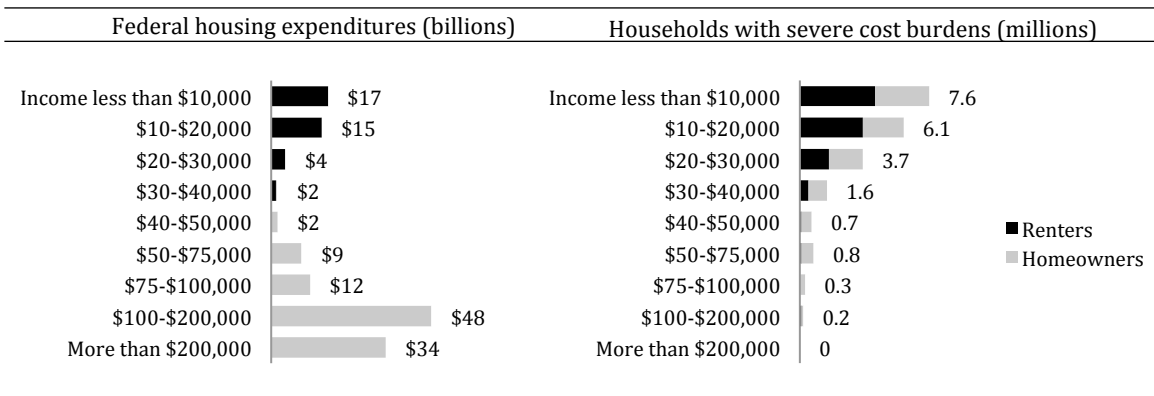 Federal housing expenditures (billions)
Households with severe cost burdens (millions)
Income less than $10,000 $17
$10-$20,000 $15
$20-$30,000 $4
$30-$40,000 $2
$40-$50,000 $2
$50-$75,000 $9
$75-$100,000 $12
$100-$200,000 $48
More than $200,000 $34
Income less than $10,000 7.6
$10-$20,000 6.1
$20-$30,000 3.7
$30-$40,000 1.6
$40-$50,000 0.7
$50-$75,000 0.8
$75-$100,000 0.3
$100-$200,000 0.2
More than $200,000 0
Renters
Homeowners